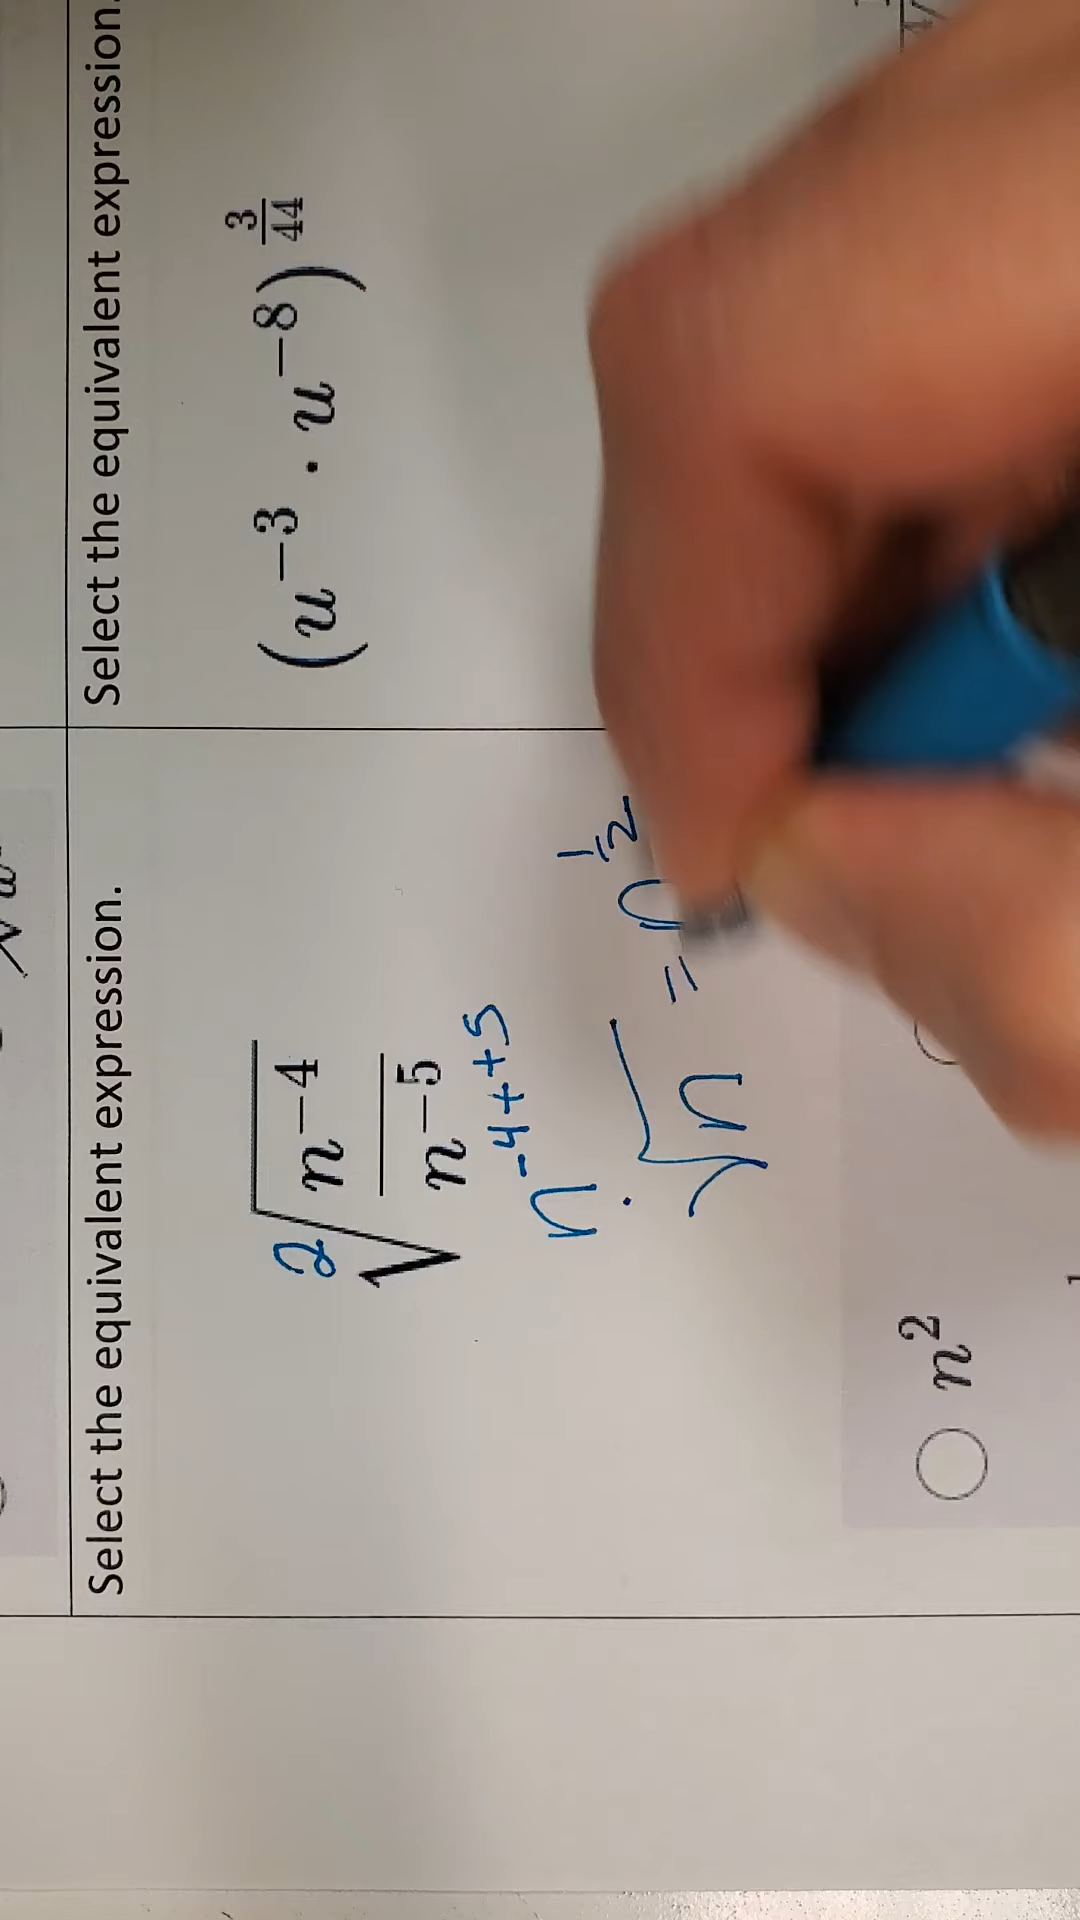 Select the equivalent expression.
²√(n⁻⁴/n⁻⁵)
n⁻⁴⁺⁺⁵
√n = n^½
n²
Select the equivalent expression.
(u⁻³ · u⁻⁸)^(3/44)